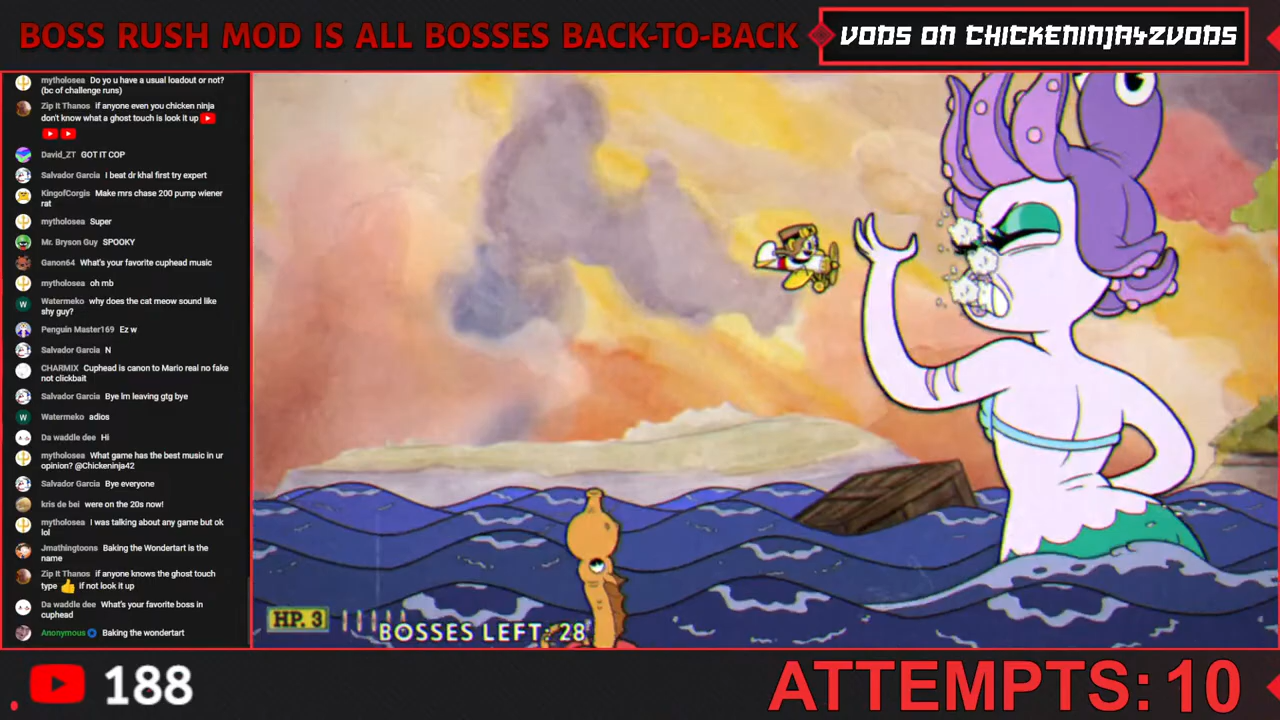 BOSS RUSH MOD IS ALL BOSSES BACK-TO-BACK
VODS ON CHICKENINJA42VODS
mytholosea Do yo u have a usual loadout or not?
(bc of challenge runs)
Zip It Thanos if anyone even you chicken ninja
don't know what a ghost touch is look it up
David_ZT GOT IT COP
Salvador Garcia I beat dr khal first try expert
KingofCorgis Make mrs chase 200 pump wiener
rat
mytholosea Super
Mr. Bryson Guy SPOOKY
Ganon64 What's your favorite cuphead music
mytholosea oh mb
W Watermeko why does the cat meow sound like
shy guy?
Penguin Master169 Ez w
Salvador Garcia N
CHARMIX Cuphead is canon to Mario real no fake
not clickbait
Salvador Garcia Bye Im leaving gtg bye
W Watermeko adios
Da waddle dee Hi
mytholosea What game has the best music in ur
opinion? @Chickeninja42
Salvador Garcia Bye everyone
kris de bei were on the 20s now!
mytholosea I was talking about any game but ok
lol
Jmathingtoons Baking the Wondertart is the
name
Zip It Thanos if anyone knows the ghost touch
type 👍 if not look it up
Da waddle dee What's your favorite boss in
cuphead
Anonymous Baking the wondertart
HP. 3
BOSSES LEFT: 28
188
ATTEMPTS: 10